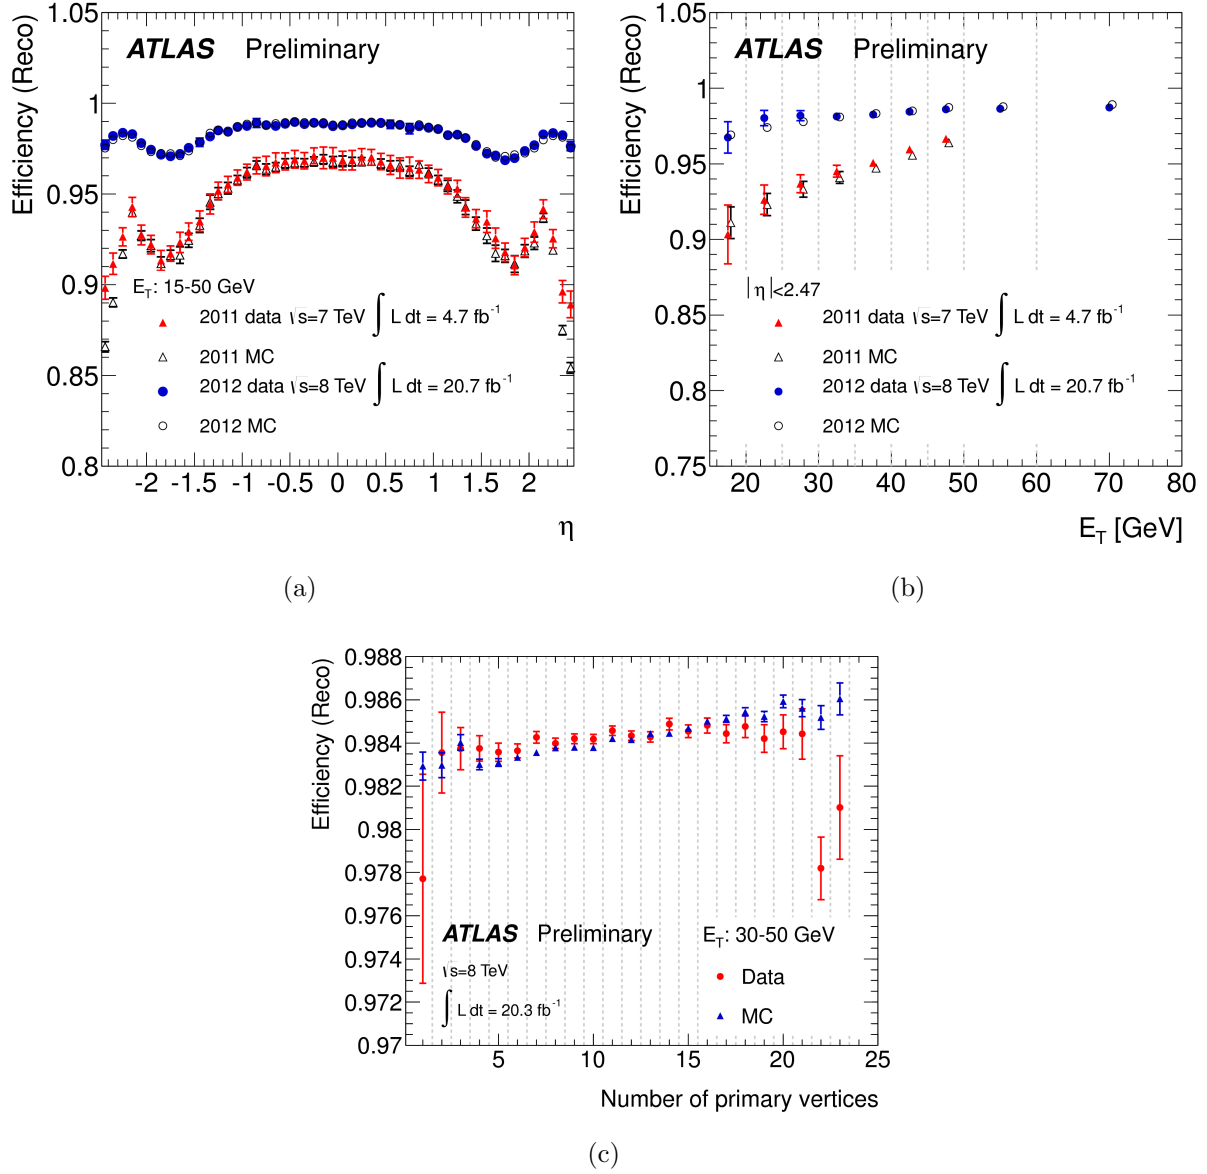 1.05
1
0.95
0.9
0.85
0.8
Efficiency (Reco)
ATLAS Preliminary
E_T: 15-50 GeV
2011 data √s=7 TeV ∫ L dt = 4.7 fb⁻¹
2011 MC
2012 data √s=8 TeV ∫ L dt = 20.7 fb⁻¹
2012 MC
-2 -1.5 -1 -0.5 0 0.5 1 1.5 2
η
(a)
1.05
1
0.95
0.9
0.85
0.8
0.75
Efficiency (Reco)
ATLAS Preliminary
|η|<2.47
2011 data √s=7 TeV ∫ L dt = 4.7 fb⁻¹
2011 MC
2012 data √s=8 TeV ∫ L dt = 20.7 fb⁻¹
2012 MC
20 30 40 50 60 70 80
E_T [GeV]
(b)
0.988
0.986
0.984
0.982
0.98
0.978
0.976
0.974
0.972
0.97
Efficiency (Reco)
ATLAS Preliminary
√s=8 TeV
∫ L dt = 20.3 fb⁻¹
E_T: 30-50 GeV
Data
MC
5 10 15 20 25
Number of primary vertices
(c)